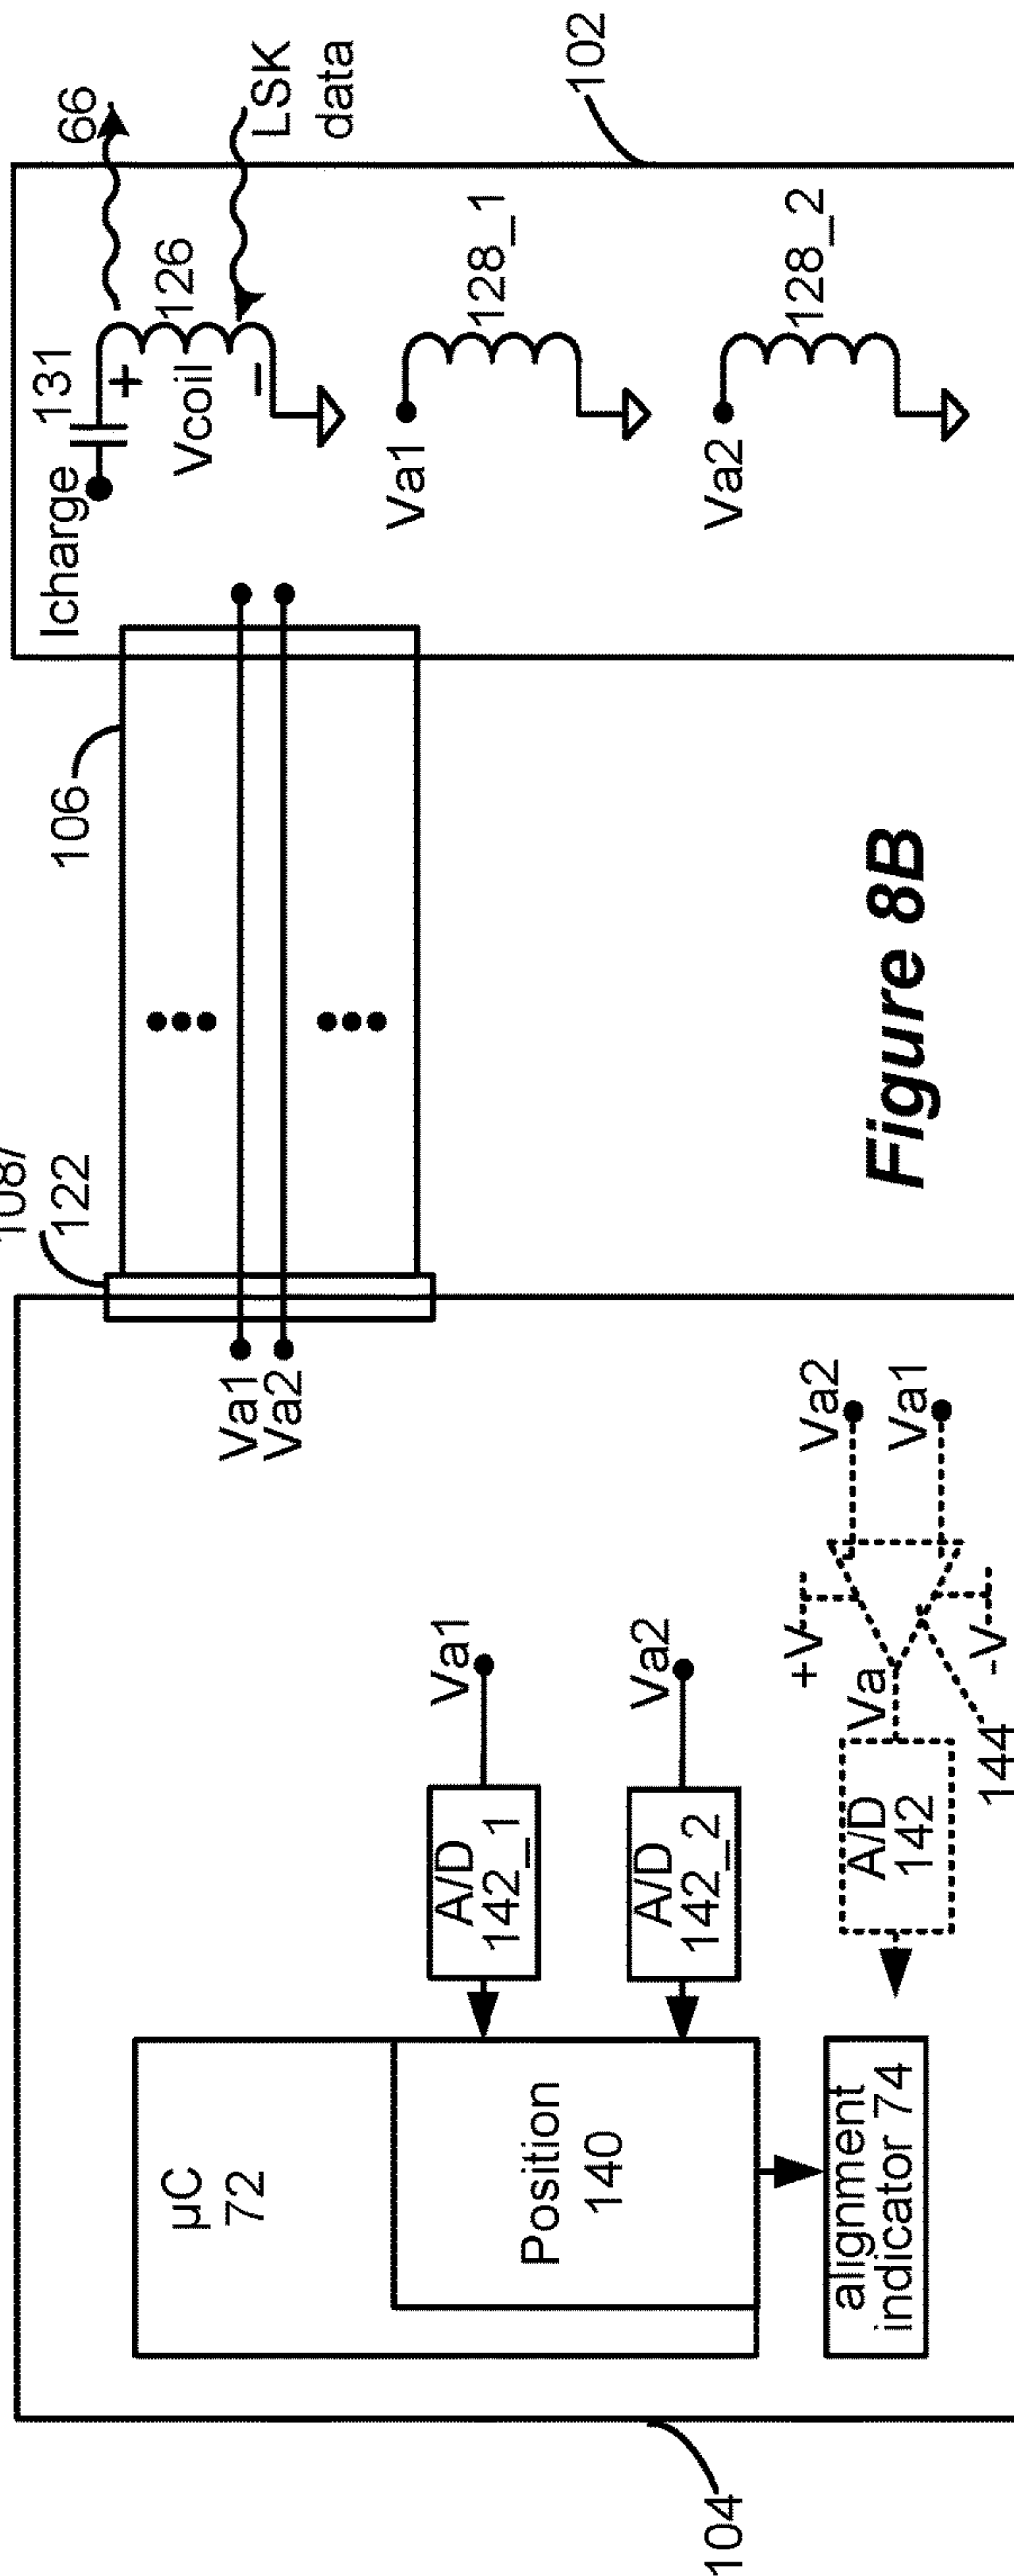 104
µC
72
Position
140
alignment
indicator 74
A/D
142_1
A/D
142_2
Va1
Va2
A/D
142
Va
+V
-V
144
Va2
Va1
Va1
Va2
108/
122
106
Icharge
131
+
Vcoil
–
126
66
LSK
data
Va1
128_1
Va2
128_2
102
Figure 8B